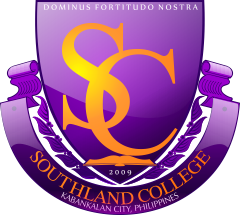 DOMINUS FORTITUDO NOSTRA
SC
2009
SOUTHLAND COLLEGE
KABANKALAN CITY, PHILIPPINES